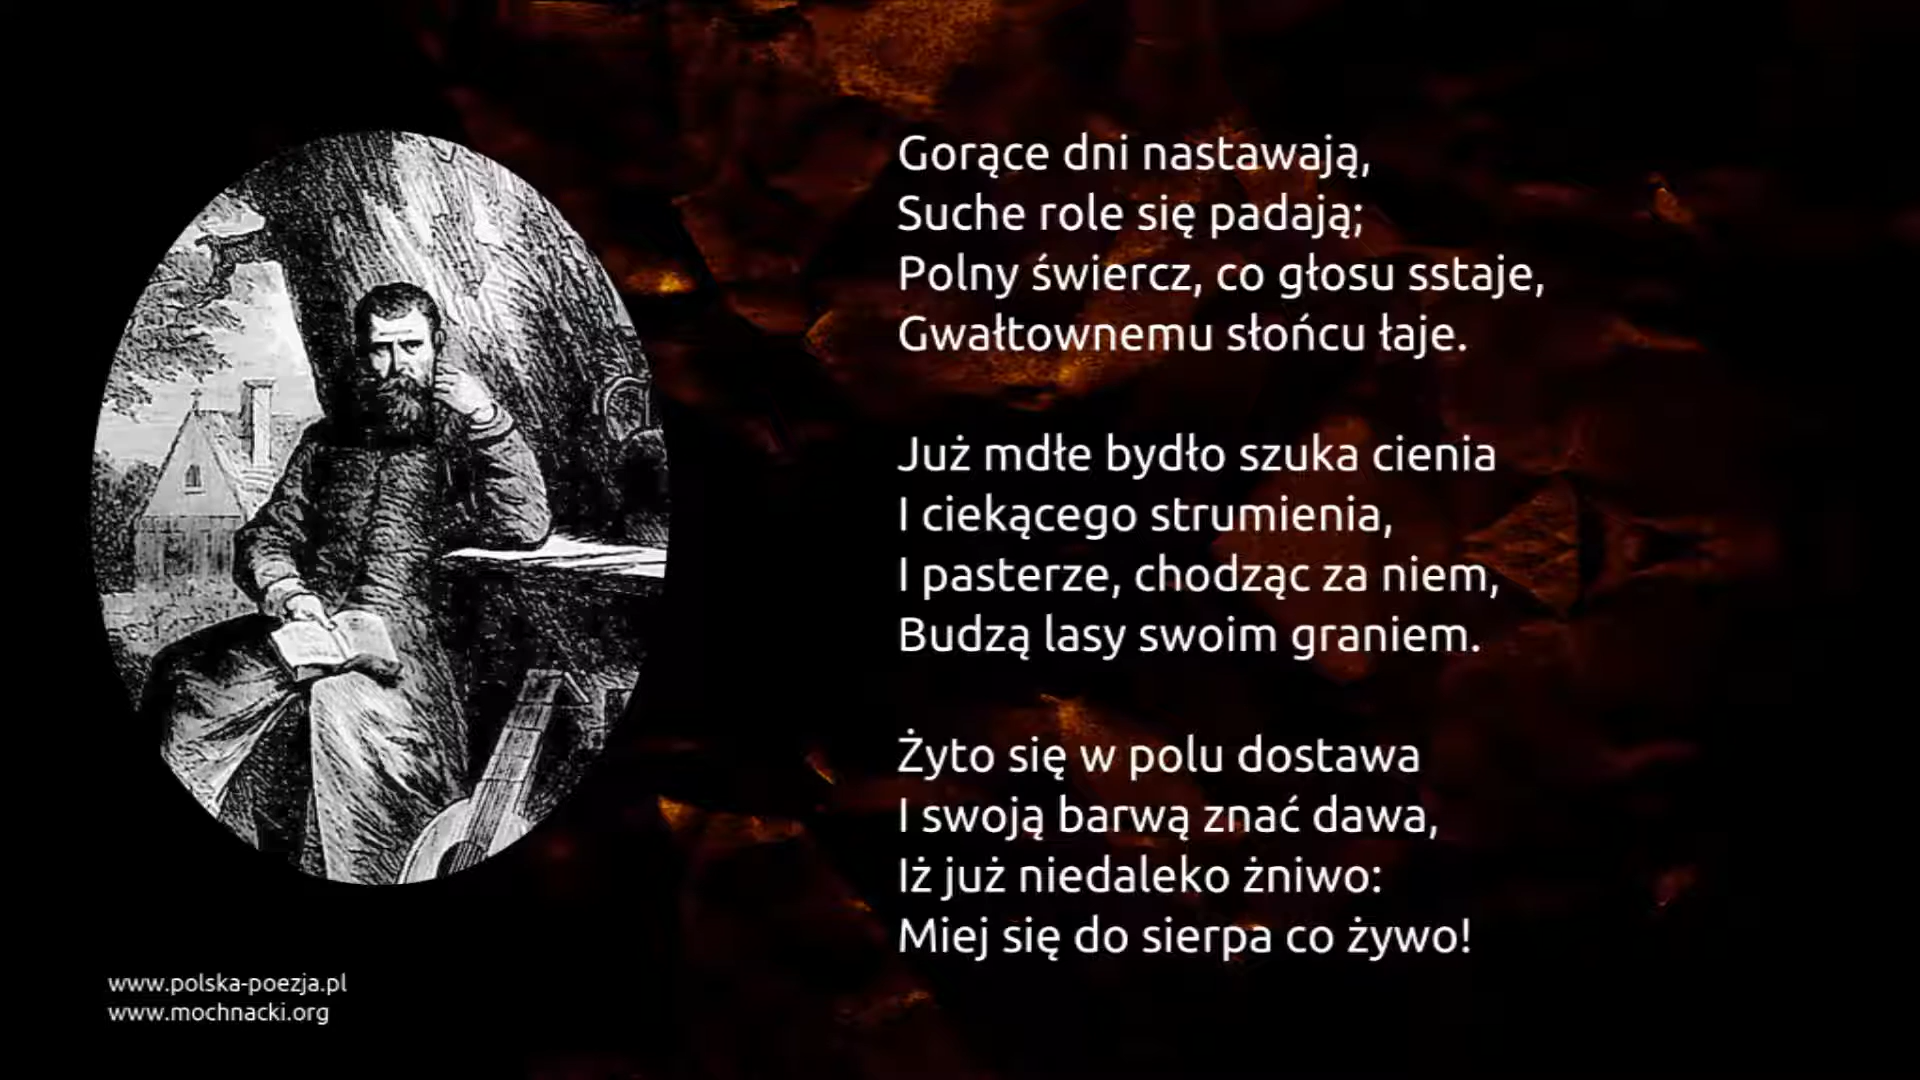 Gorące dni nastawają,
Suche role się padają;
Polny świercz, co głosu sstaje,
Gwałtownemu słońcu łaje.
Już mdłe bydło szuka cienia
I ciekącego strumienia,
I pasterze, chodząc za niem,
Budzą lasy swoim graniem.
Żyto się w polu dostawa
I swoją barwą znać dawa,
Iż już niedaleko żniwo:
Miej się do sierpa co żywo!
www.polska-poezja.pl
www.mochnacki.org